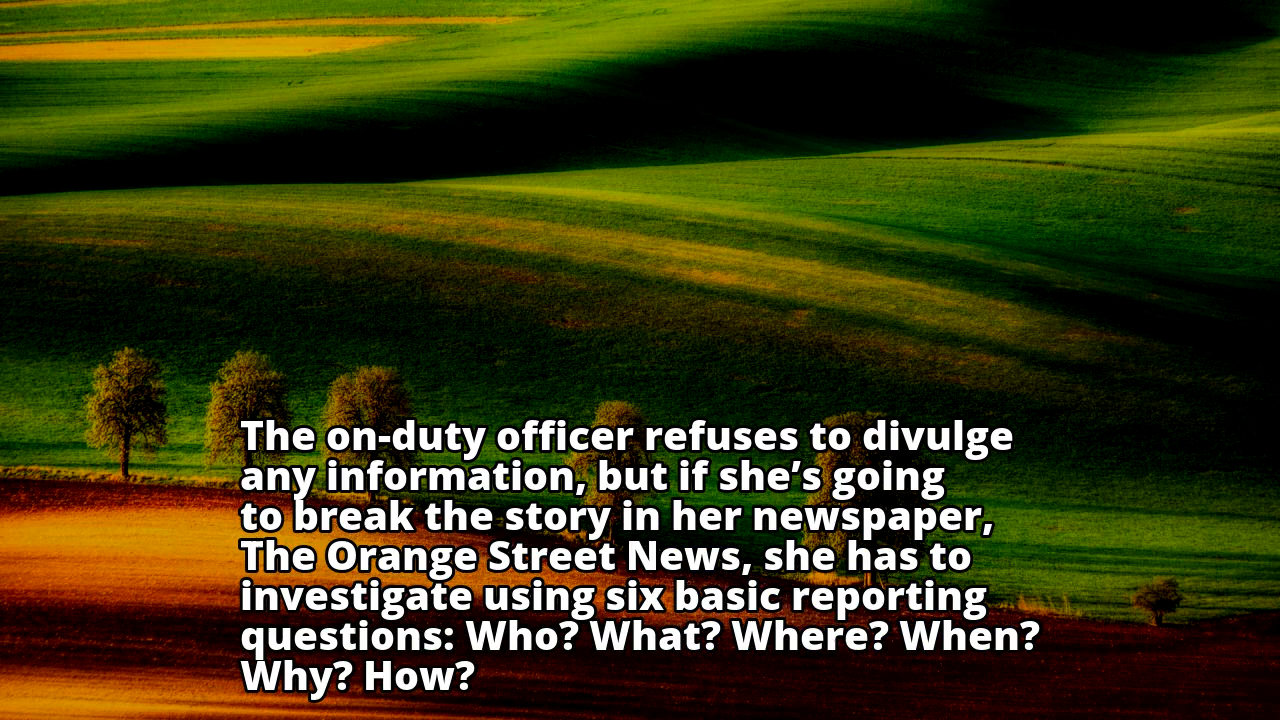 The on-duty officer refuses to divulge
any information, but if she’s going
to break the story in her newspaper,
The Orange Street News, she has to
investigate using six basic reporting
questions: Who? What? Where? When?
Why? How?